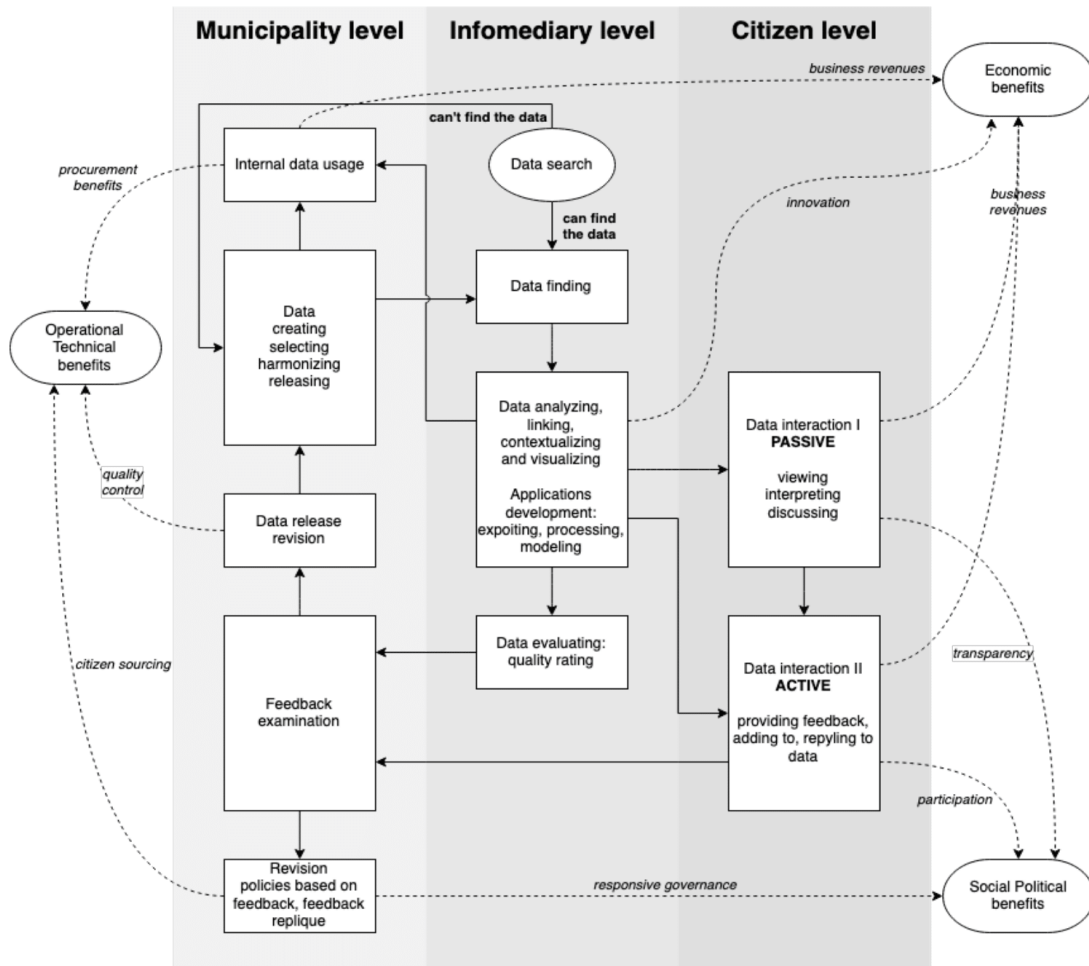 Municipality level
Infomediary level
Citizen level
business revenues
Economic
benefits
can't find the data
Internal data usage
Data search
procurement
benefits
innovation
business
revenues
can find
the data
Data finding
Data
creating
selecting
harmonizing
releasing
Operational
Technical
benefits
Data analyzing,
linking,
contextualizing
and visualizing
Applications
development:
expoiting, processing,
modeling
Data interaction I
PASSIVE
viewing
interpreting
discussing
quality
control
Data release
revision
Data evaluating:
quality rating
Data interaction II
ACTIVE
providing feedback,
adding to, repyling to
data
transparency
citizen sourcing
Feedback
examination
participation
Revision
policies based on
feedback, feedback
replique
responsive governance
Social Political
benefits